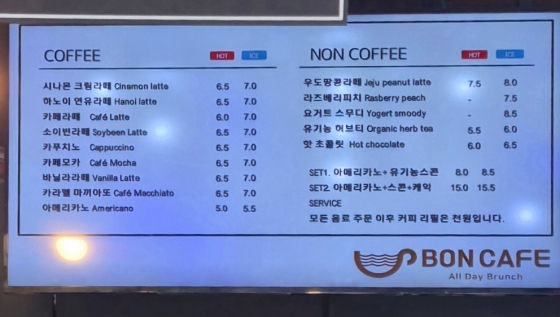 COFFEE HOT ICE
시나몬 크림라떼 Cinamon latte 6.5 7.0
하노이 연유라떼 Hanoi latte 6.5 7.0
카페라떼 Café Latte 6.0 7.0
소이빈라떼 Soybeen Latte 6.5 7.0
카푸치노 Cappuccino 6.5 7.0
카페모카 Café Mocha 6.5 7.0
바닐라라떼 Vanilla Latte 6.5 7.0
카라멜 마끼아또 Café Macchiato 6.5 7.0
아메리카노 Americano 5.0 5.5
NON COFFEE HOT ICE
우도땅콩라떼 Jeju peanut latte 7.5 8.0
라즈베리피치 Rasberry peach - 7.5
요거트 스무디 Yogert smoody - 8.5
유기농 허브티 Organic herb tea 5.5 6.0
핫 초콜릿 Hot chocolate 6.0 6.5
SET1. 아메리카노+ 유기농스콘 8.0 8.5
SET2. 아메리카노+스콘+케익 15.0 15.5
SERVICE
모든 음료 주문 이후 커피 리필은 천원입니다.
BON CAFE
All Day Brunch